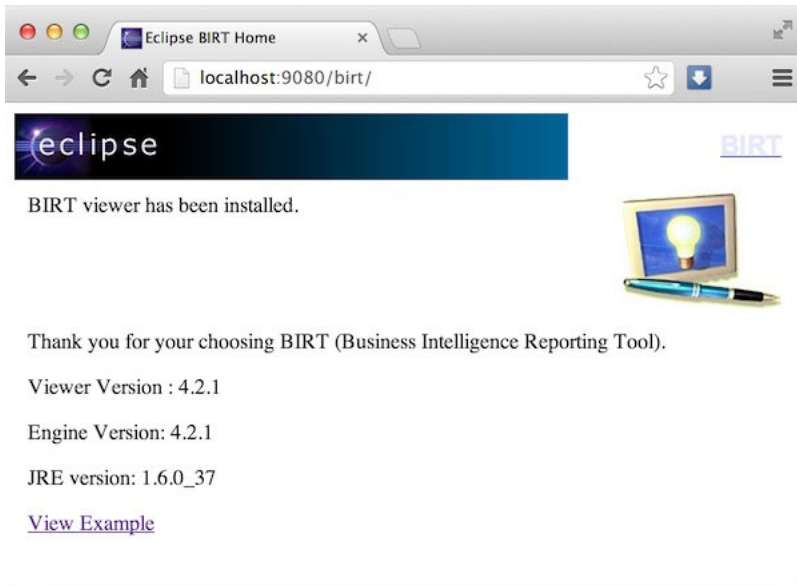 Eclipse BIRT Home
localhost:9080/birt/
eclipse
BIRT
BIRT viewer has been installed.
Thank you for your choosing BIRT (Business Intelligence Reporting Tool).
Viewer Version : 4.2.1
Engine Version: 4.2.1
JRE version: 1.6.0_37
View Example